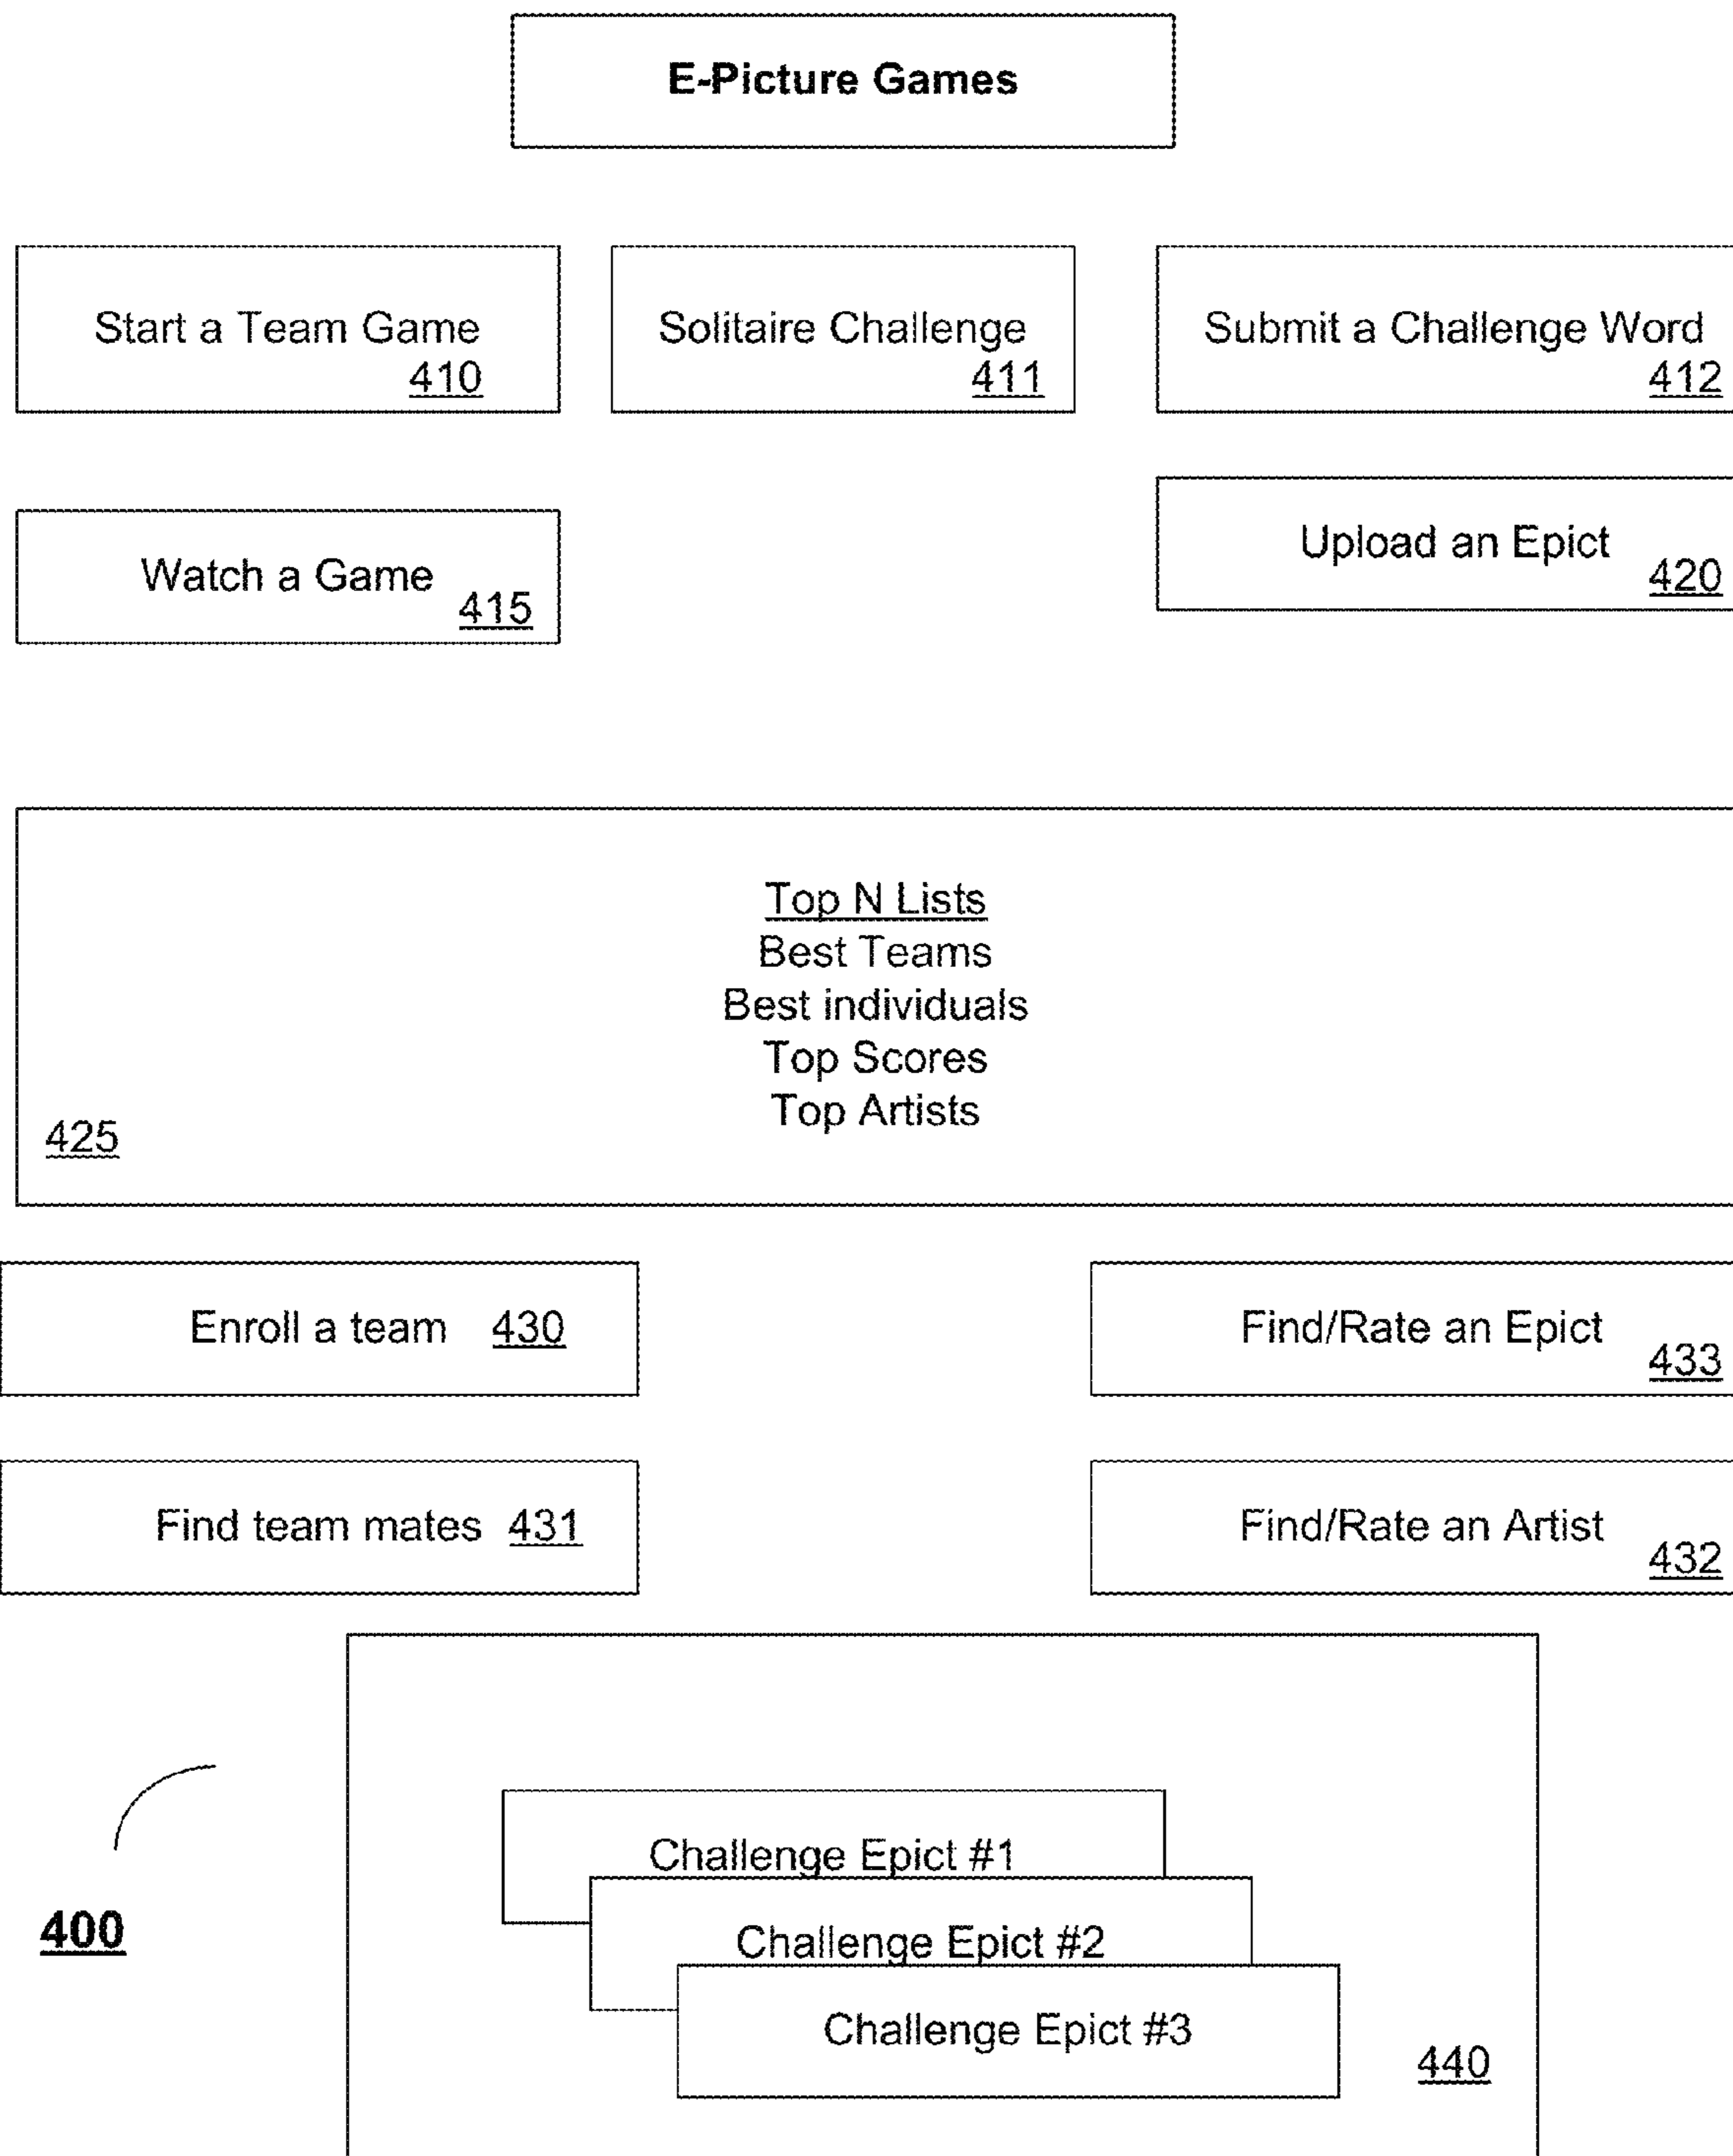 E-Picture Games
Start a Team Game
410
Solitaire Challenge
411
Submit a Challenge Word
412
Watch a Game
415
Upload an Epict
420
Top N Lists
Best Teams
Best individuals
Top Scores
Top Artists
425
Enroll a team 430
Find/Rate an Epict
433
Find team mates 431
Find/Rate an Artist
432
400
Challenge Epict #1
Challenge Epict #2
Challenge Epict #3
440